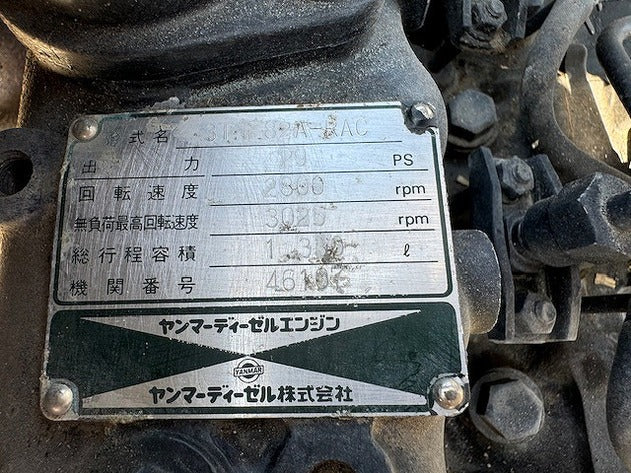 式名
出力 29 PS
回転速度 2800 rpm
無負荷最高回転速度 3025 rpm
総行程容積 ℓ
機関番号
ヤンマーディーゼルエンジン
YANMAR
ヤンマーディーゼル株式会社